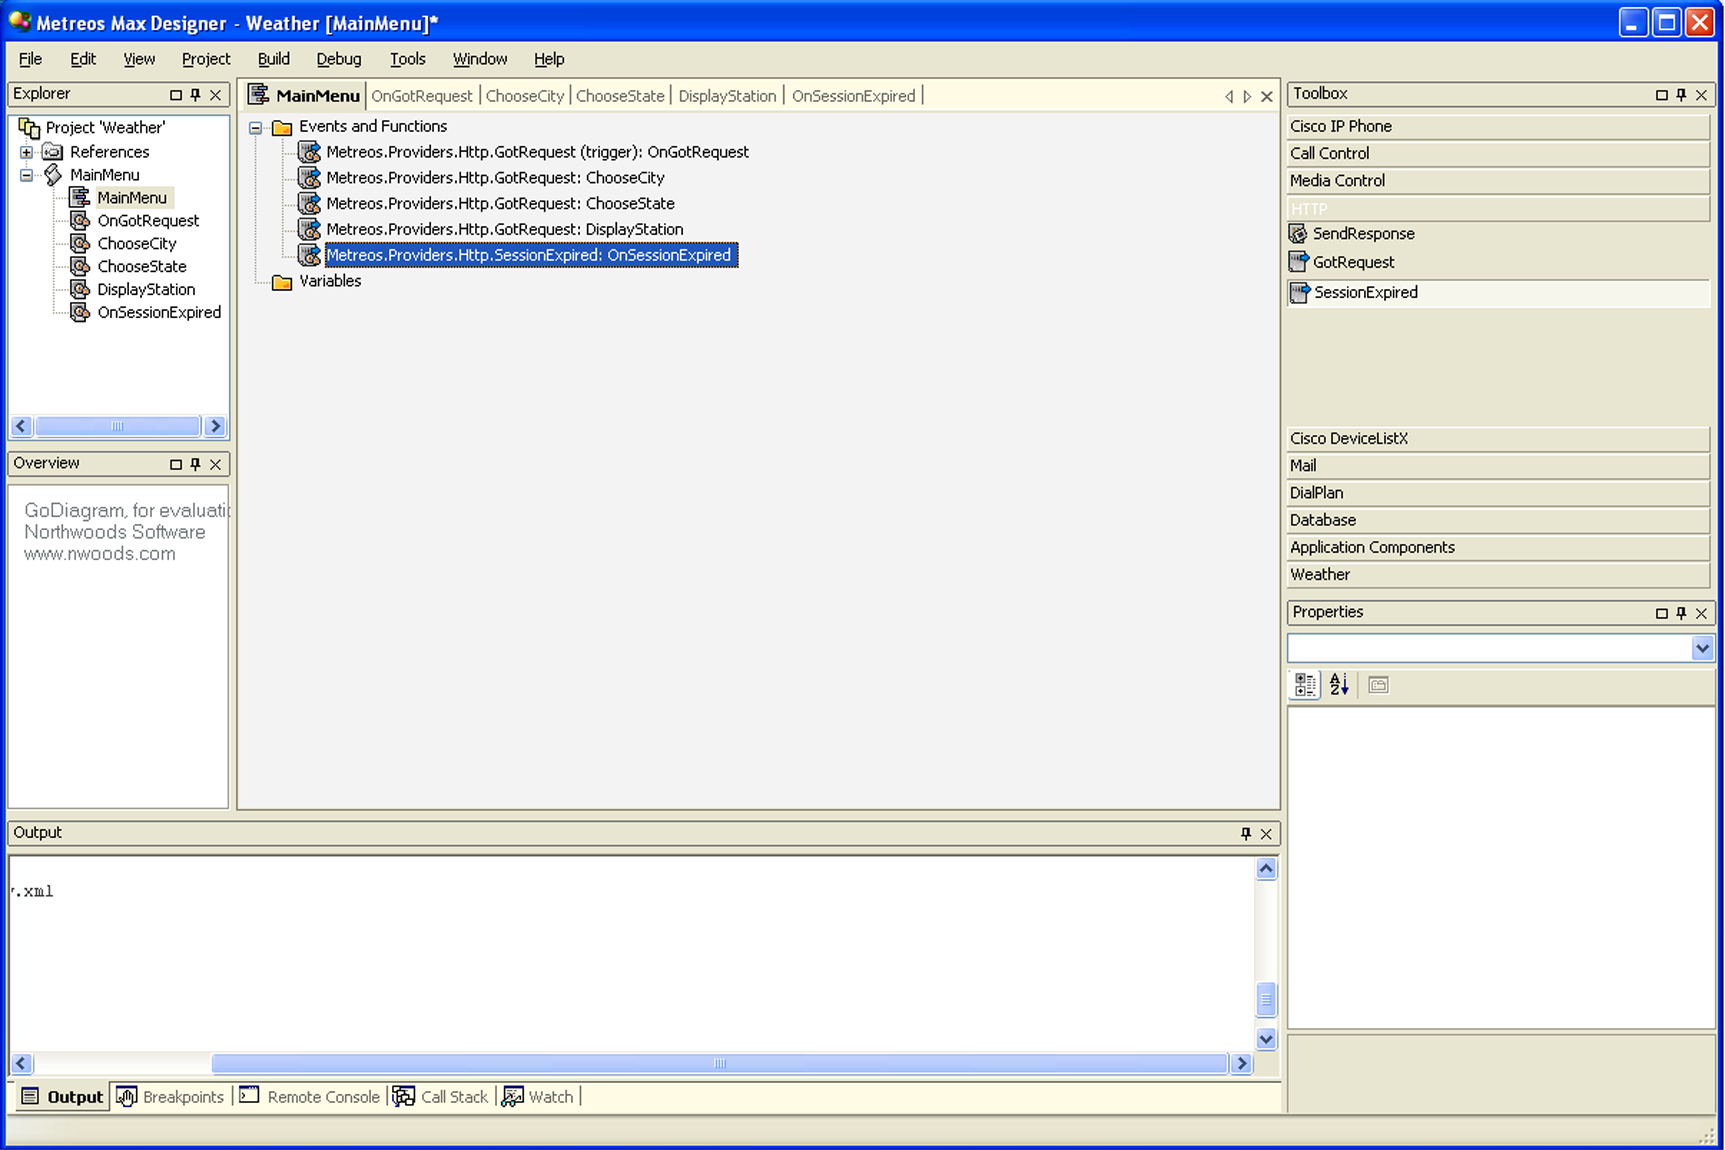 Metreos Max Designer - Weather [MainMenu]*
File Edit View Project Build Debug Tools Window Help
Explorer
Project 'Weather'
References
MainMenu
MainMenu
OnGotRequest
ChooseCity
ChooseState
DisplayStation
OnSessionExpired
Overview
GoDiagram, for evaluati
Northwoods Software
www.nwoods.com
MainMenu OnGotRequest ChooseCity ChooseState DisplayStation OnSessionExpired
Events and Functions
Metreos.Providers.Http.GotRequest (trigger): OnGotRequest
Metreos.Providers.Http.GotRequest: ChooseCity
Metreos.Providers.Http.GotRequest: ChooseState
Metreos.Providers.Http.GotRequest: DisplayStation
Metreos.Providers.Http.SessionExpired: OnSessionExpired
Variables
Toolbox
Cisco IP Phone
Call Control
Media Control
HTTP
SendResponse
GotRequest
SessionExpired
Cisco DeviceListX
Mail
DialPlan
Database
Application Components
Weather
Properties
Output
.xml
Output Breakpoints Remote Console Call Stack Watch